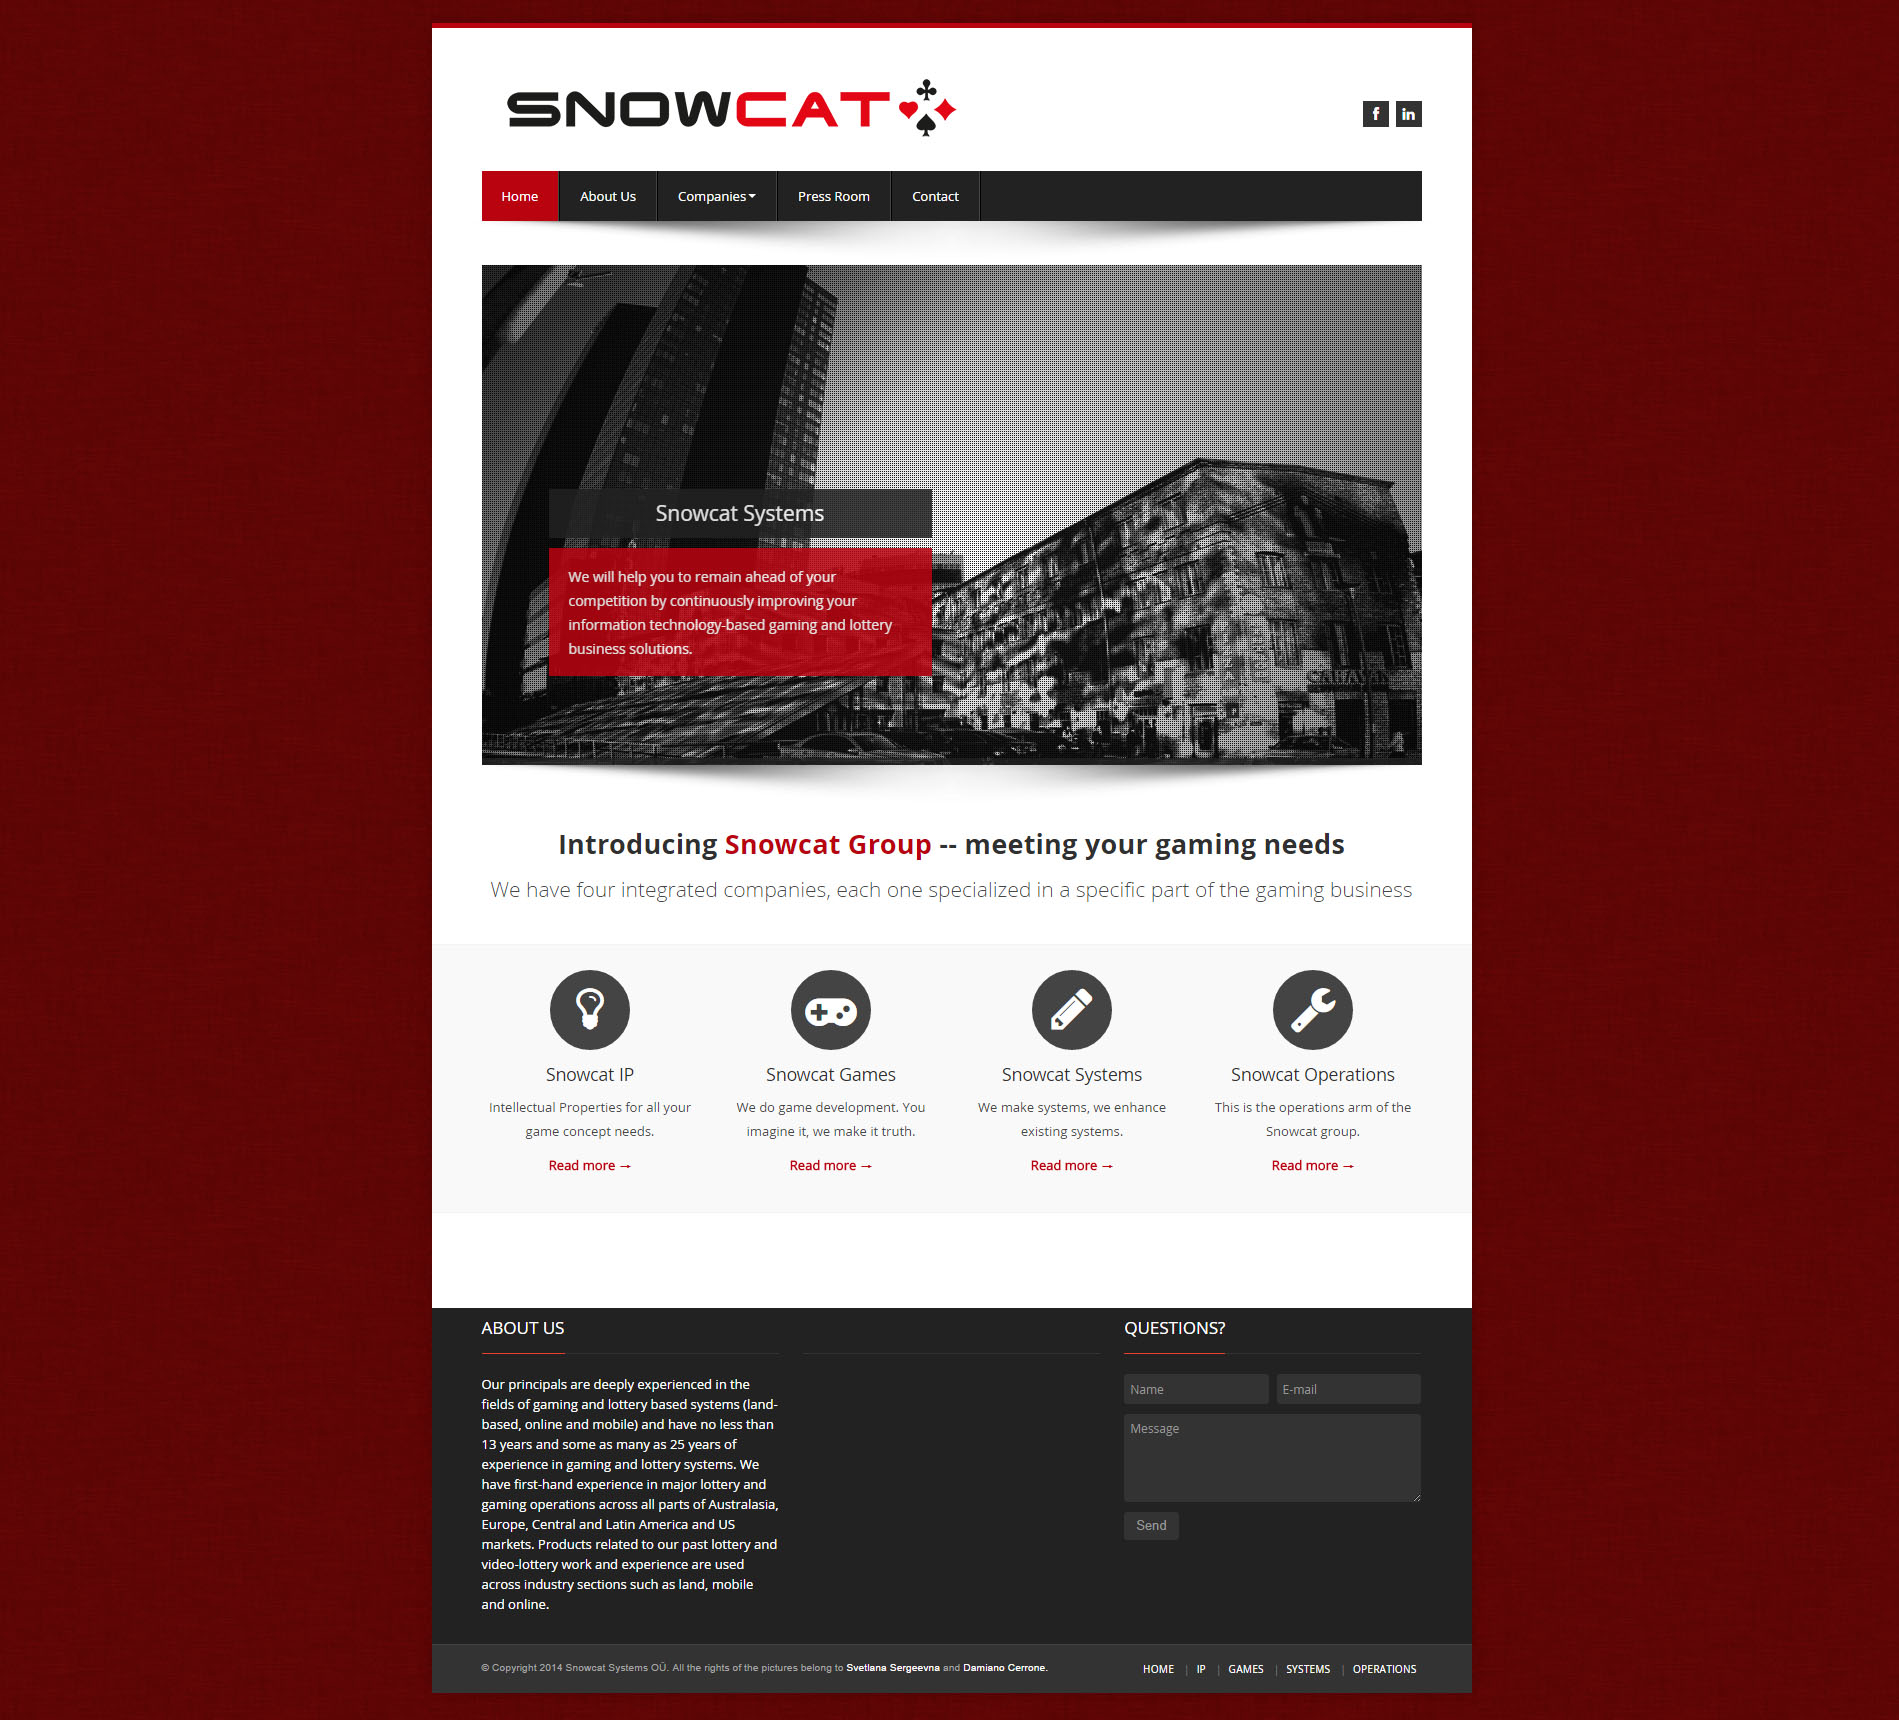 SNOWCAT
Home About Us Companies Press Room Contact
Snowcat Systems
We will help you to remain ahead of your
competition by continuously improving your
information technology-based gaming and lottery
business solutions.
Introducing Snowcat Group -- meeting your gaming needs
We have four integrated companies, each one specialized in a specific part of the gaming business
Snowcat IP
Intellectual Properties for all your
game concept needs.
Read more →
Snowcat Games
We do game development. You
imagine it, we make it truth.
Read more →
Snowcat Systems
We make systems, we enhance
existing systems.
Read more →
Snowcat Operations
This is the operations arm of the
Snowcat group.
Read more →
ABOUT US
Our principals are deeply experienced in the
fields of gaming and lottery based systems (land-
based, online and mobile) and have no less than
13 years and some as many as 25 years of
experience in gaming and lottery systems. We
have first-hand experience in major lottery and
gaming operations across all parts of Australasia,
Europe, Central and Latin America and US
markets. Products related to our past lottery and
video-lottery work and experience are used
across industry sections such as land, mobile
and online.
QUESTIONS?
Name E-mail
Message
Send
© Copyright 2014 Snowcat Systems OÜ. All the rights of the pictures belong to Svetlana Sergeevna and Damiano Cerrone.
HOME | IP | GAMES | SYSTEMS | OPERATIONS